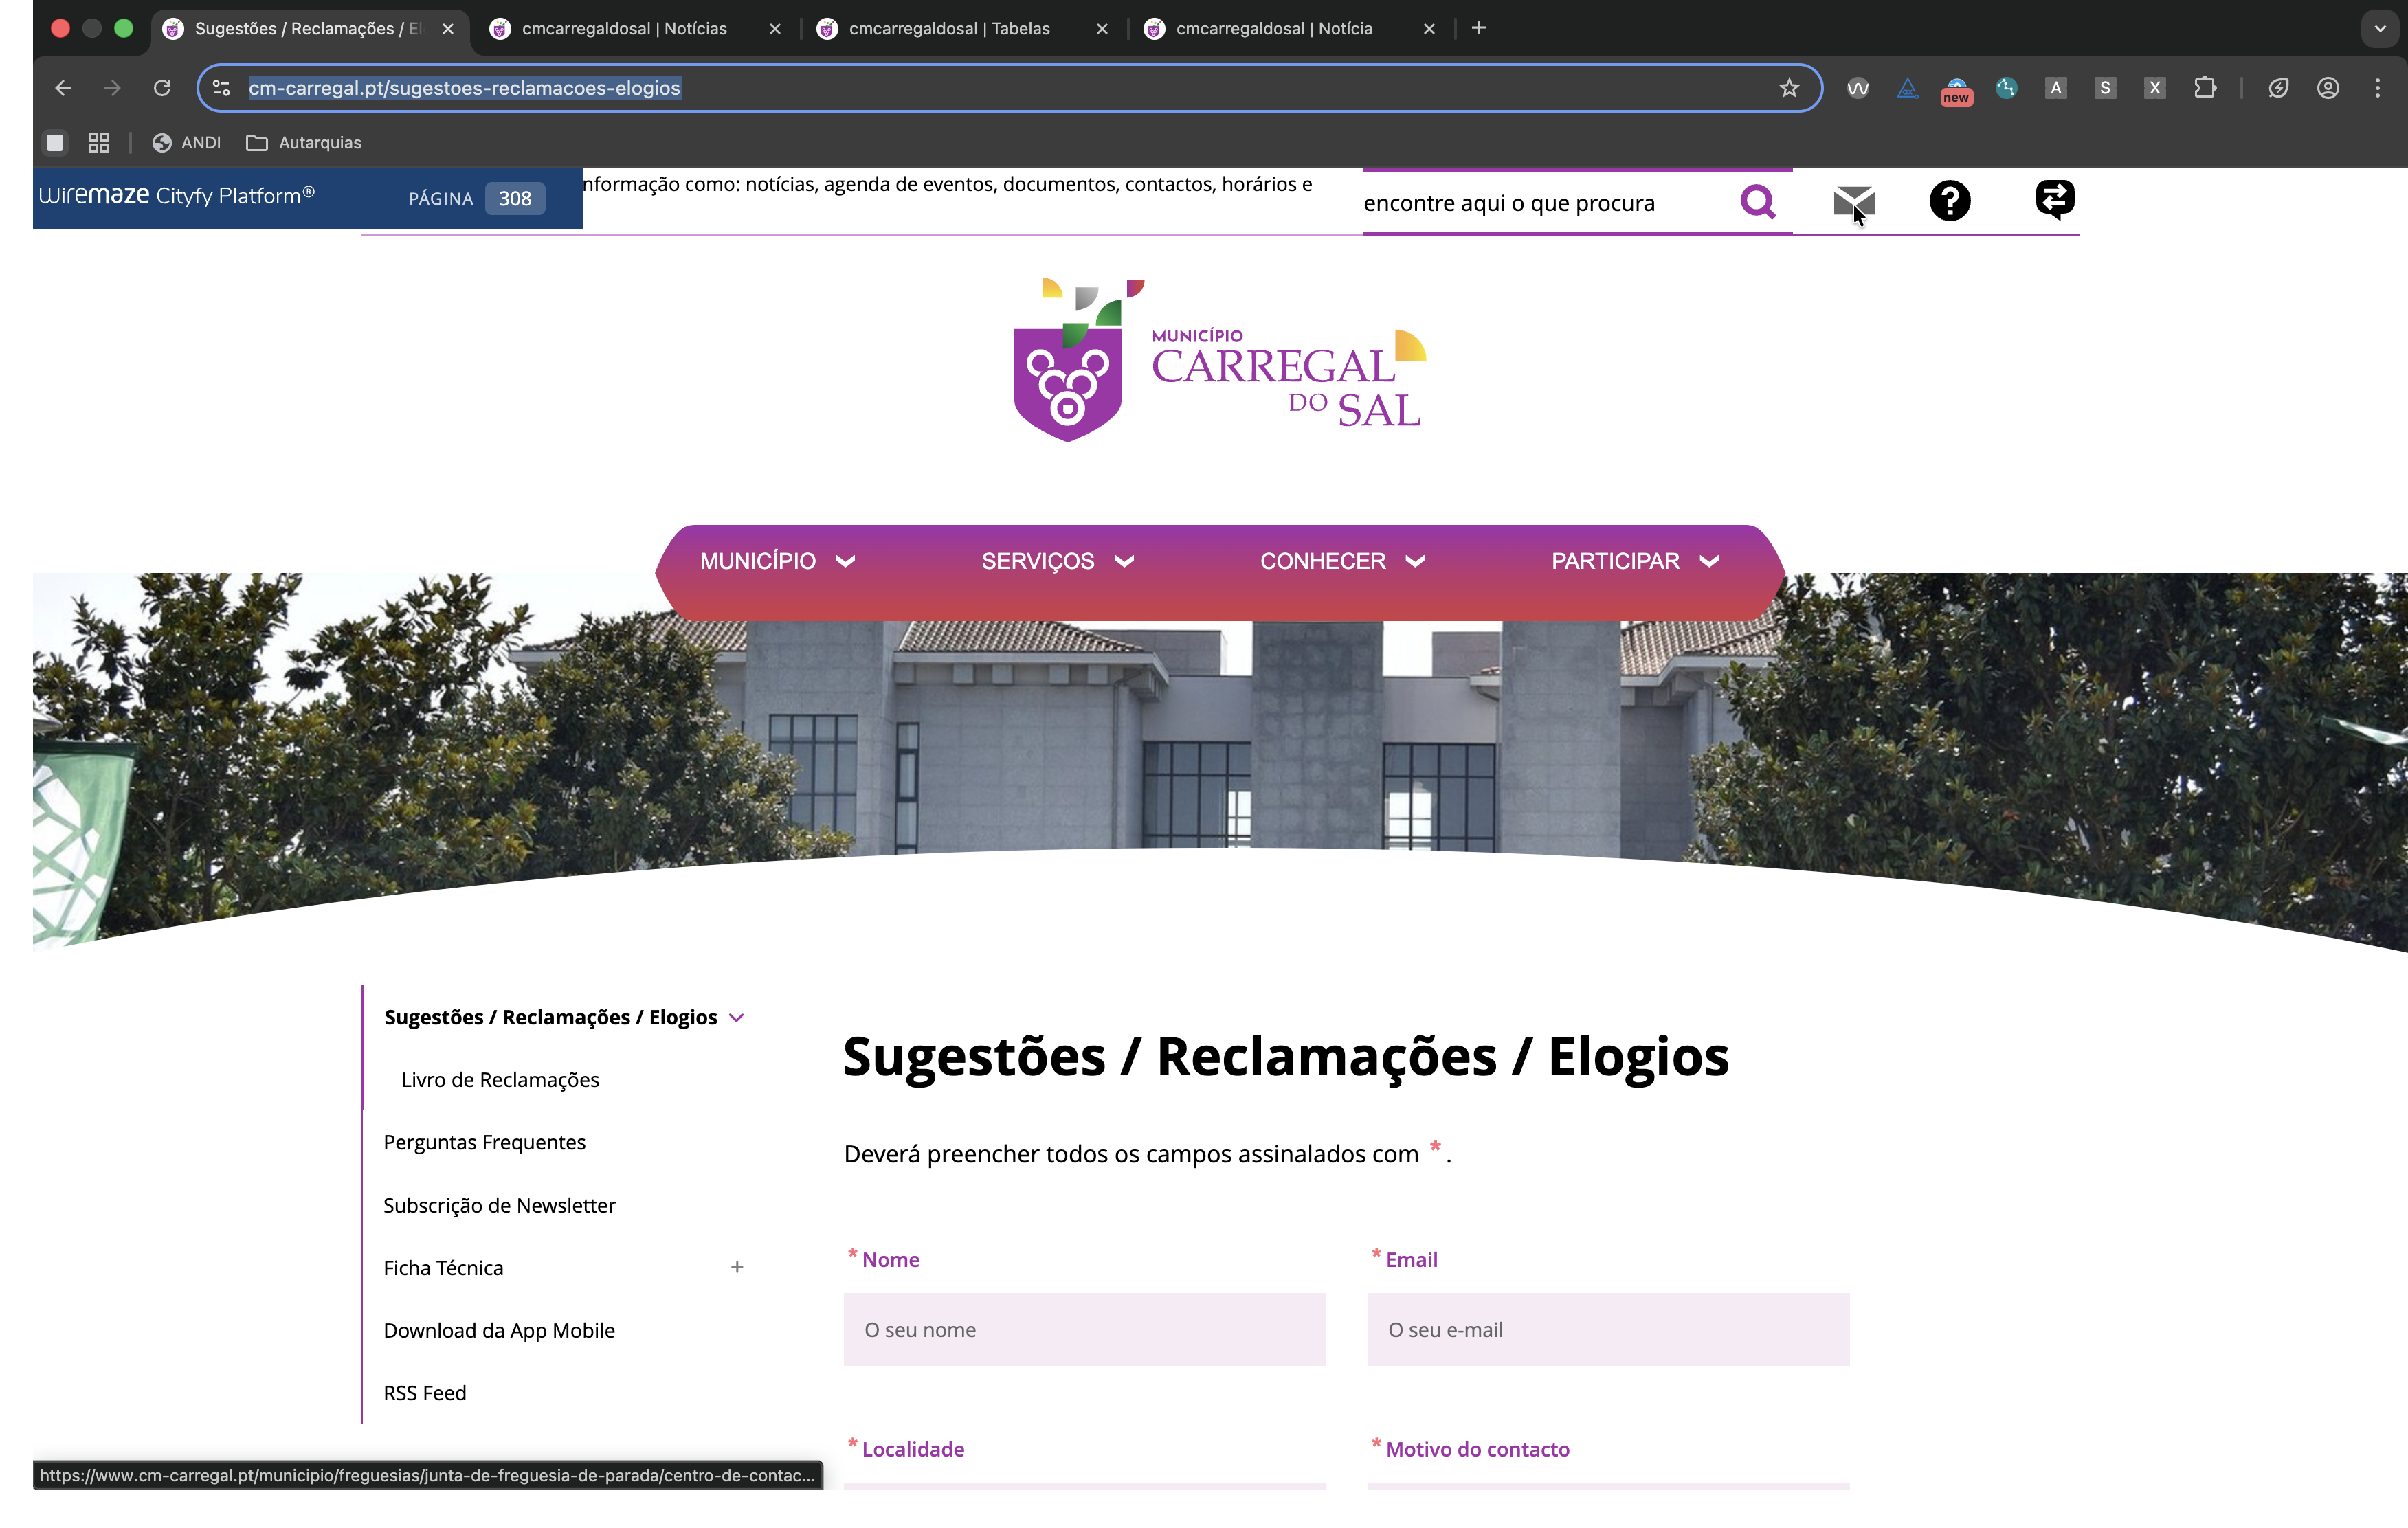 Sugestões / Reclamações / El
cmcarregaldosal | Notícias
cmcarregaldosal | Tabelas
cmcarregaldosal | Notícia
cm-carregal.pt/sugestoes-reclamacoes-elogios
new
A
S
X
ANDI
Autarquias
wiremaze Cityfy Platform®
PÁGINA 308
nformação como: notícias, agenda de eventos, documentos, contactos, horários e
encontre aqui o que procura
MUNICÍPIO
CARREGAL
DO SAL
MUNICÍPIO
SERVIÇOS
CONHECER
PARTICIPAR
Sugestões / Reclamações / Elogios
Livro de Reclamações
Perguntas Frequentes
Subscrição de Newsletter
Ficha Técnica +
Download da App Mobile
RSS Feed
Sugestões / Reclamações / Elogios
Deverá preencher todos os campos assinalados com * .
* Nome
* Email
O seu nome
O seu e-mail
* Localidade
* Motivo do contacto
https://www.cm-carregal.pt/municipio/freguesias/junta-de-freguesia-de-parada/centro-de-contac...